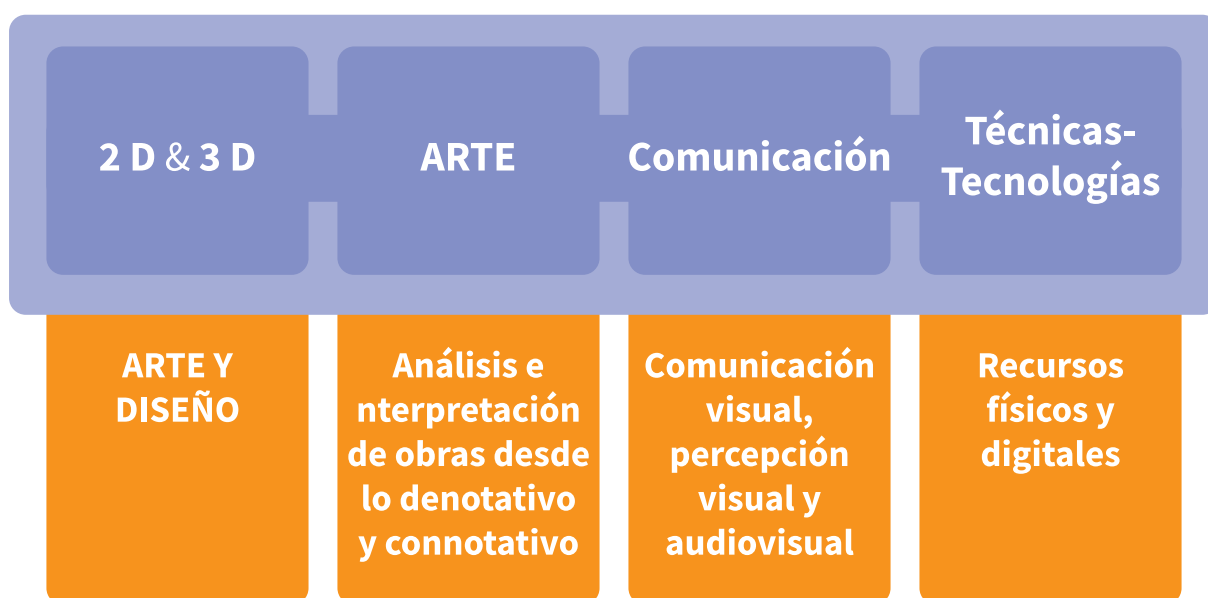 2 D & 3 D
ARTE
Comunicación
Técnicas-
Tecnologías
ARTE Y
DISEÑO
Análisis e
nterpretación
de obras desde
lo denotativo
y connotativo
Comunicación
visual,
percepción
visual y
audiovisual
Recursos
físicos y
digitales